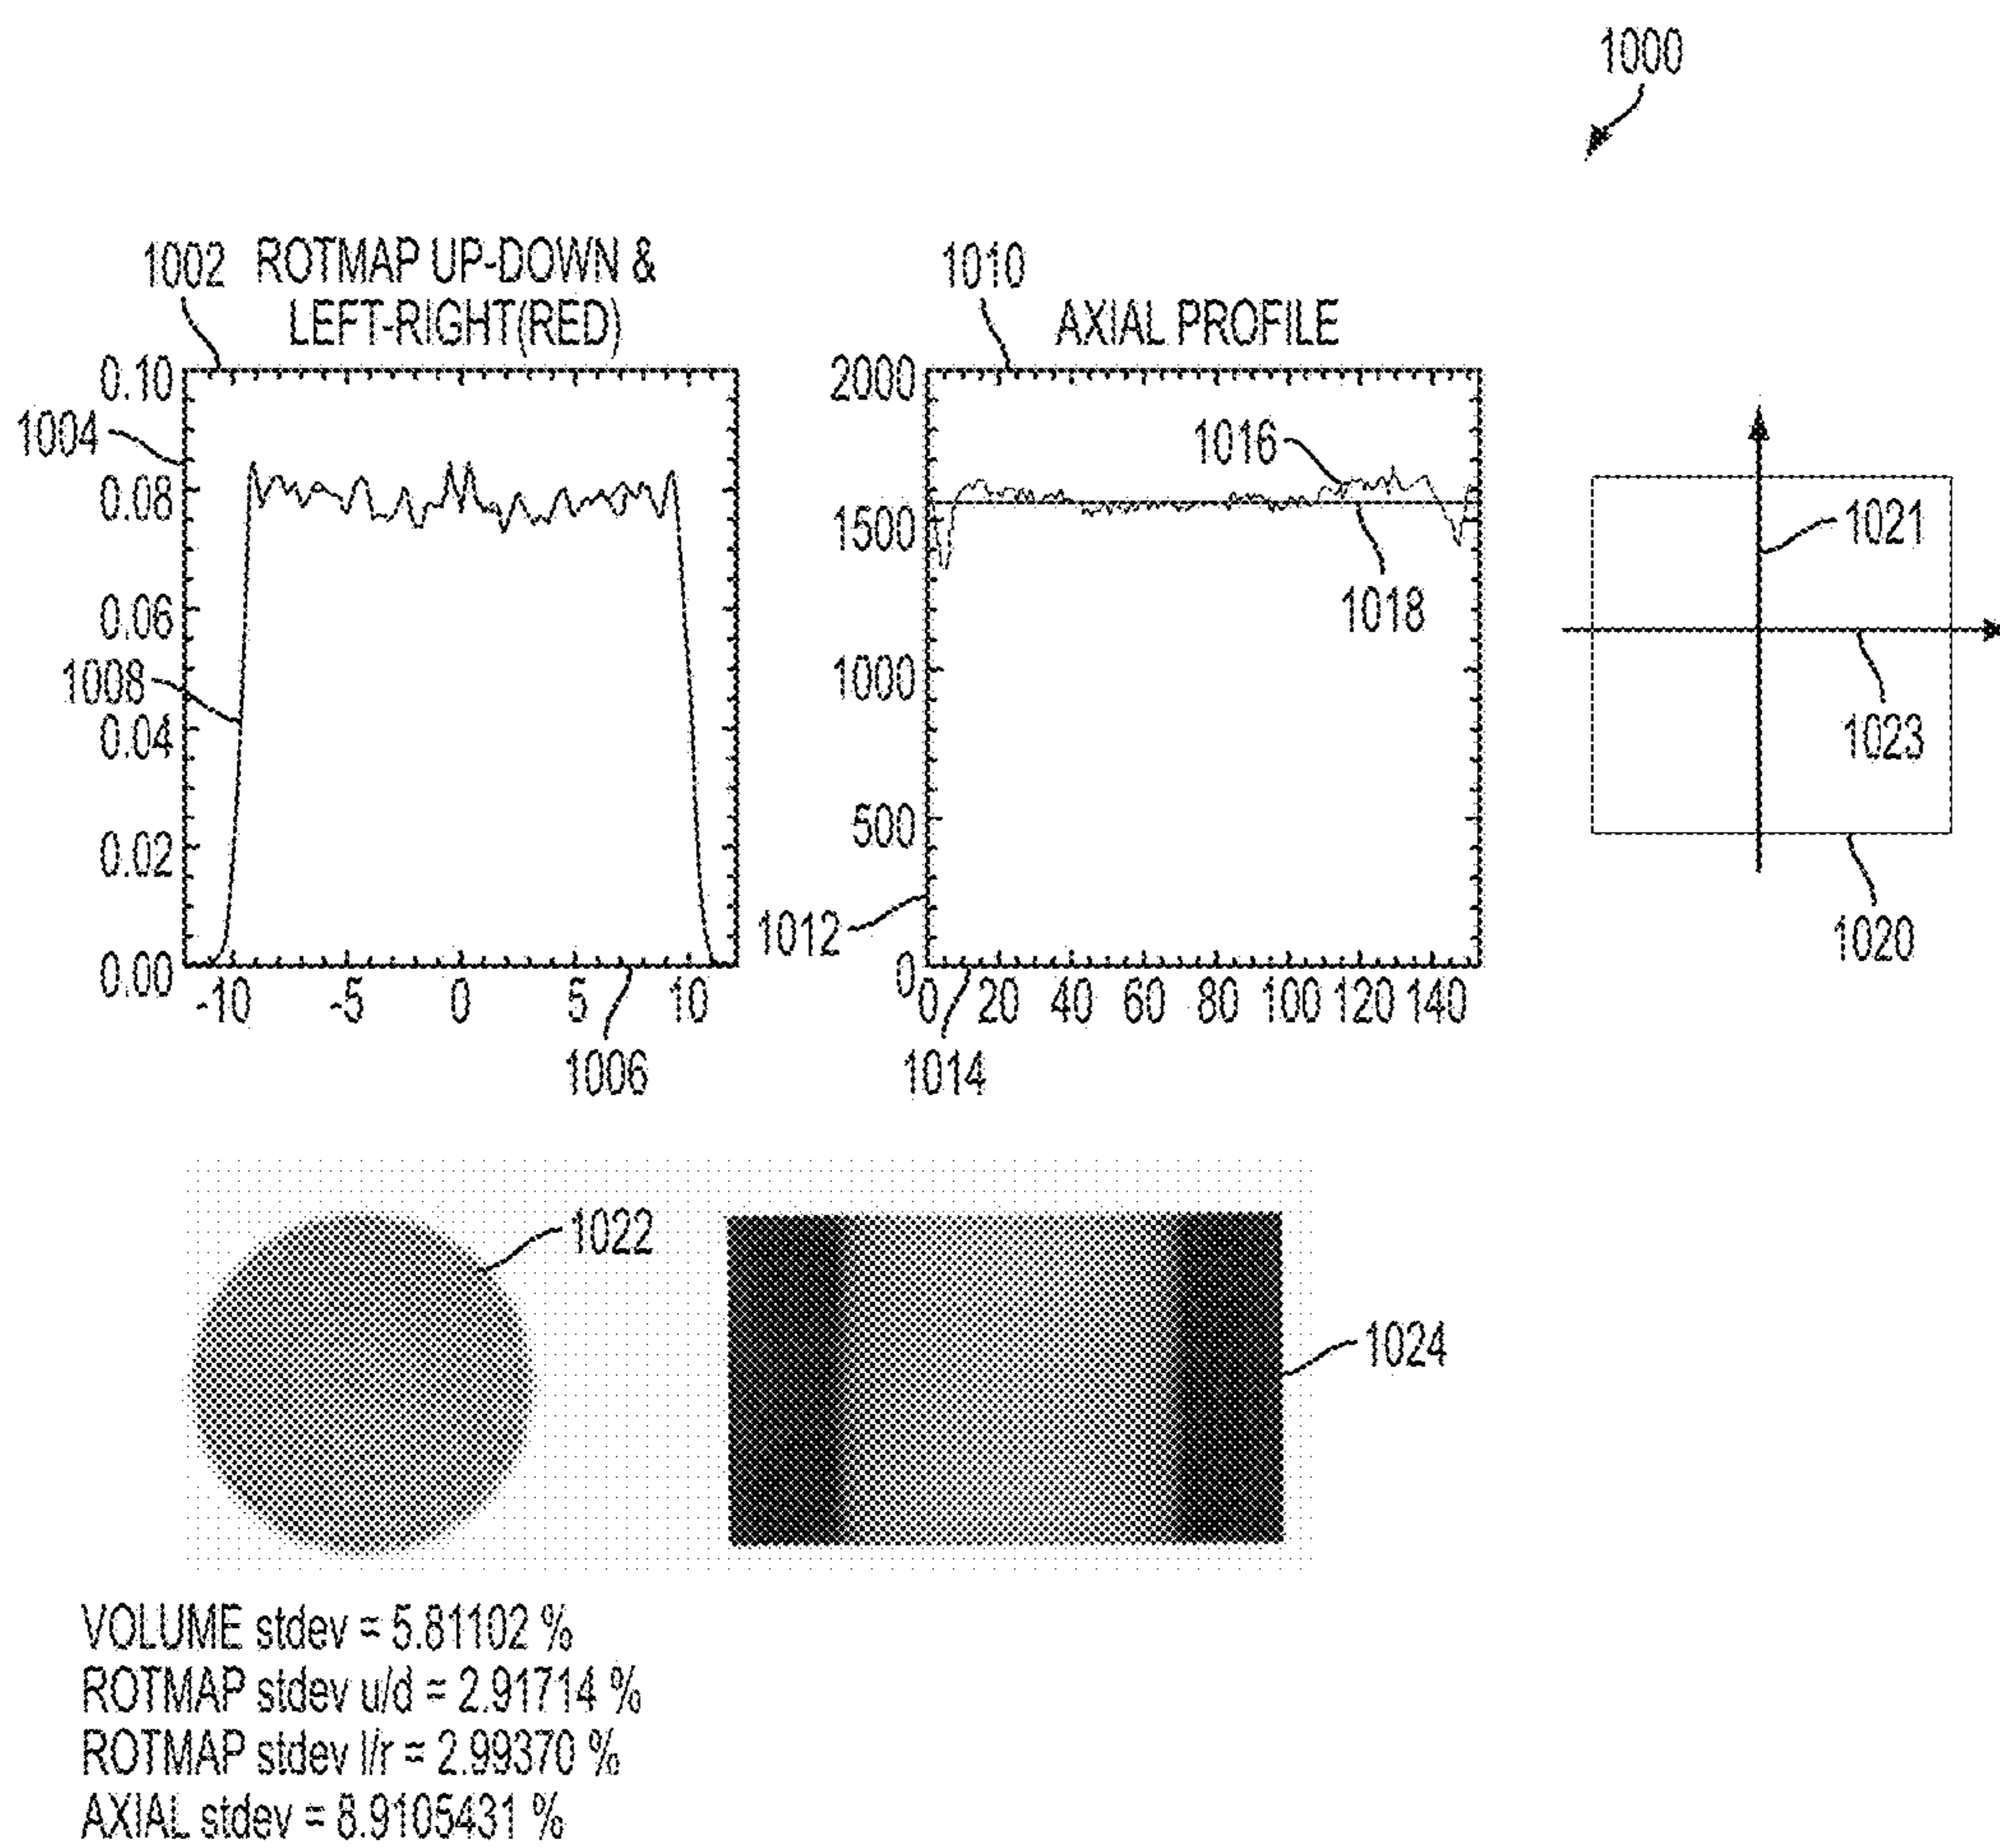 1000
1002 ROTMAP UP-DOWN &
LEFT-RIGHT(RED)
1010
AXIAL PROFILE
0.10
1004
0.08
0.06
1008
0.04
0.02
0.00
-10 -5 0 5 10
1006
2000
1016
1500
1018
1000
500
1012
0
0 20 40 60 80 100 120 140
1014
1021
1023
1020
1022
1024
VOLUME stdev = 5.81102 %
ROTMAP stdev u/d = 2.91714 %
ROTMAP stdev l/r = 2.99370 %
AXIAL stdev = 8.9105431 %